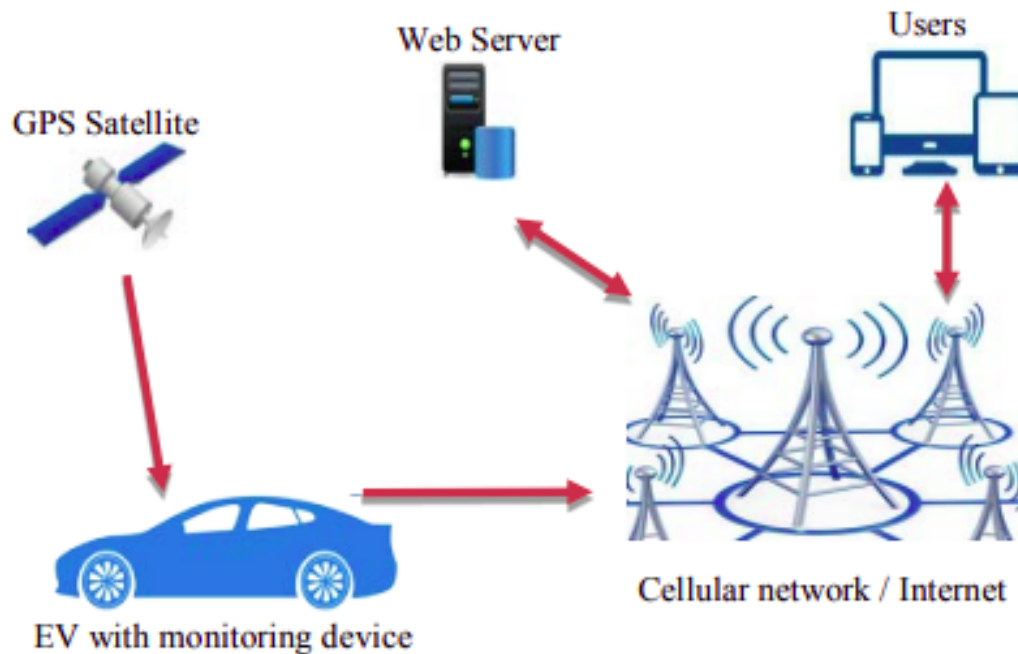 Web Server
Users
GPS Satellite
Cellular network / Internet
EV with monitoring device